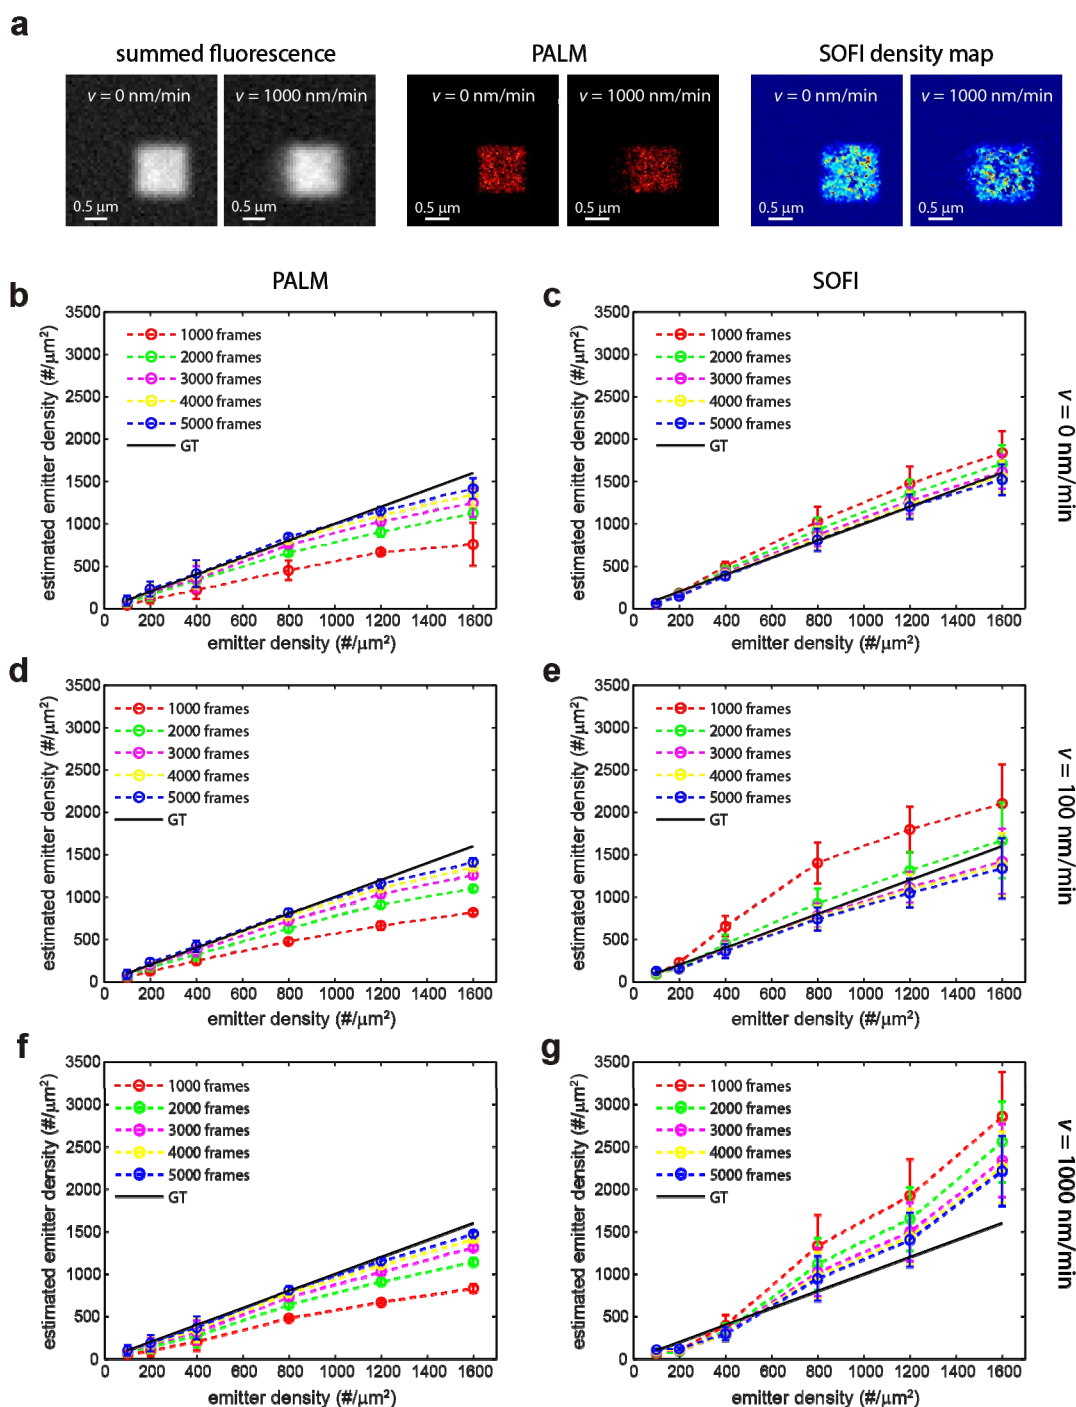 a
summed fluorescence
PALM
SOFI density map
v = 0 nm/min
v = 1000 nm/min
v = 0 nm/min
v = 1000 nm/min
v = 0 nm/min
v = 1000 nm/min
0.5 µm
0.5 µm
0.5 µm
0.5 µm
0.5 µm
0.5 µm
PALM
SOFI
b
estimated emitter density (#/µm²)
3500
3000
2500
2000
1500
1000
500
0
1000 frames
2000 frames
3000 frames
4000 frames
5000 frames
GT
0 200 400 600 800 1000 1200 1400 1600
emitter density (#/µm²)
c
estimated emitter density (#/µm²)
3500
3000
2500
2000
1500
1000
500
0
1000 frames
2000 frames
3000 frames
4000 frames
5000 frames
GT
0 200 400 600 800 1000 1200 1400 1600
emitter density (#/µm²)
v = 0 nm/min
d
estimated emitter density (#/µm²)
3500
3000
2500
2000
1500
1000
500
0
1000 frames
2000 frames
3000 frames
4000 frames
5000 frames
GT
0 200 400 600 800 1000 1200 1400 1600
emitter density (#/µm²)
e
estimated emitter density (#/µm²)
3500
3000
2500
2000
1500
1000
500
0
1000 frames
2000 frames
3000 frames
4000 frames
5000 frames
GT
0 200 400 600 800 1000 1200 1400 1600
emitter density (#/µm²)
v = 100 nm/min
f
estimated emitter density (#/µm²)
3500
3000
2500
2000
1500
1000
500
0
1000 frames
2000 frames
3000 frames
4000 frames
5000 frames
GT
0 200 400 600 800 1000 1200 1400 1600
emitter density (#/µm²)
g
estimated emitter density (#/µm²)
3500
3000
2500
2000
1500
1000
500
0
1000 frames
2000 frames
3000 frames
4000 frames
5000 frames
GT
0 200 400 600 800 1000 1200 1400 1600
emitter density (#/µm²)
v = 1000 nm/min